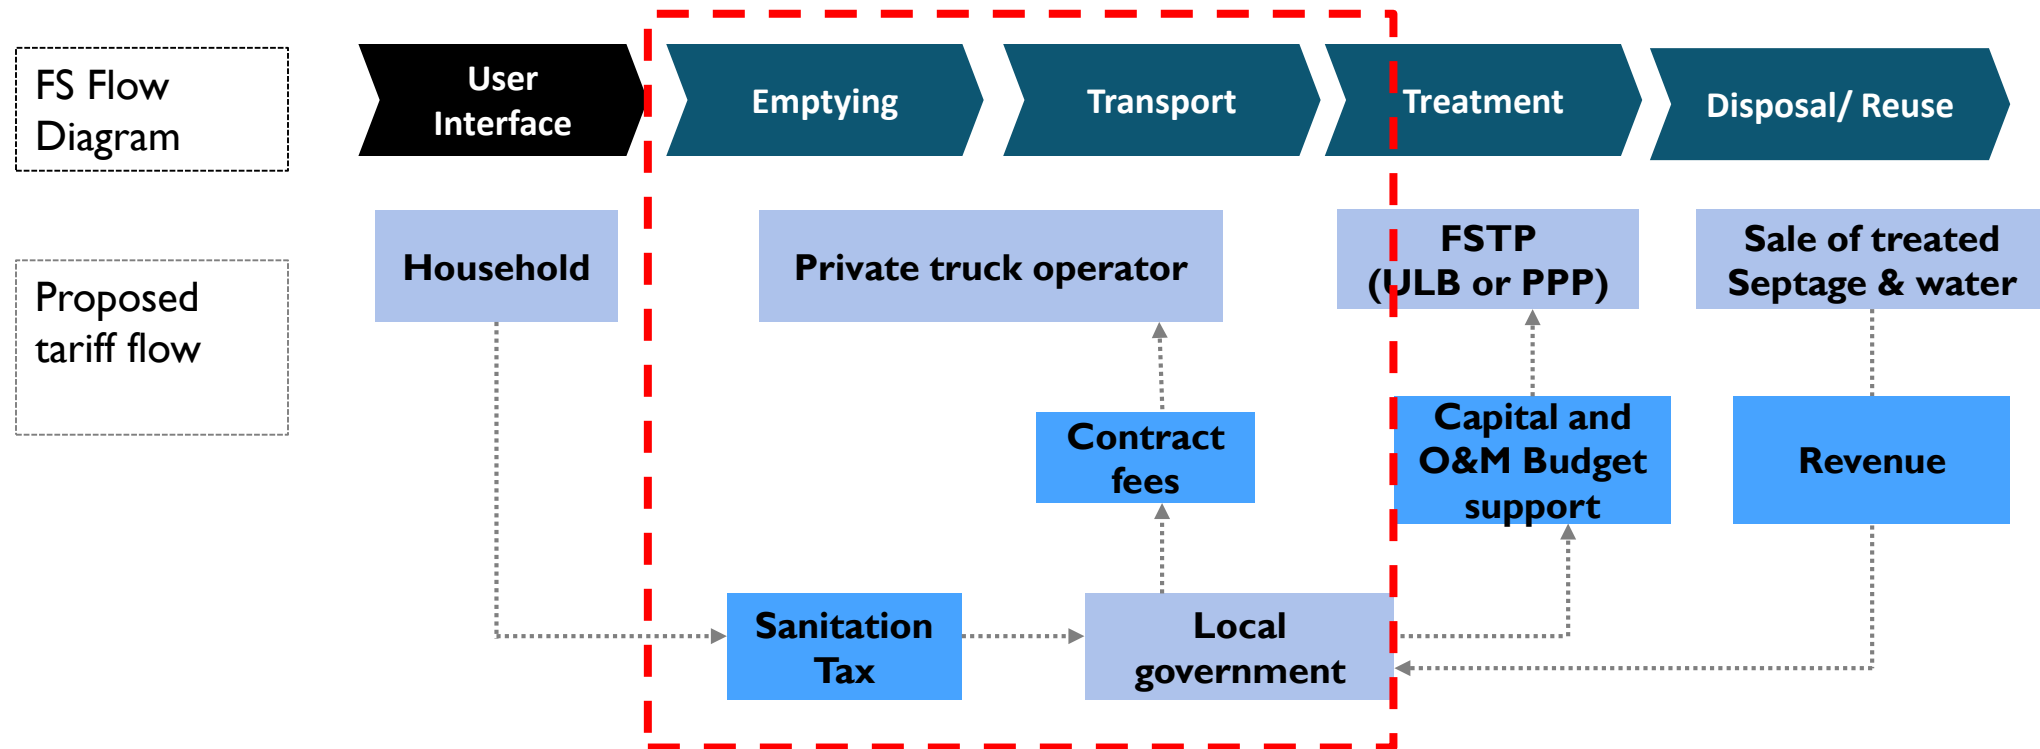 FS Flow
Diagram
User
Interface
Emptying
Transport
Treatment
Disposal/ Reuse
Proposed
tariff flow
Household
Private truck operator
FSTP
(ULB or PPP)
Sale of treated
Septage & water
Contract
fees
Capital and
O&M Budget
support
Revenue
Sanitation
Tax
Local
government